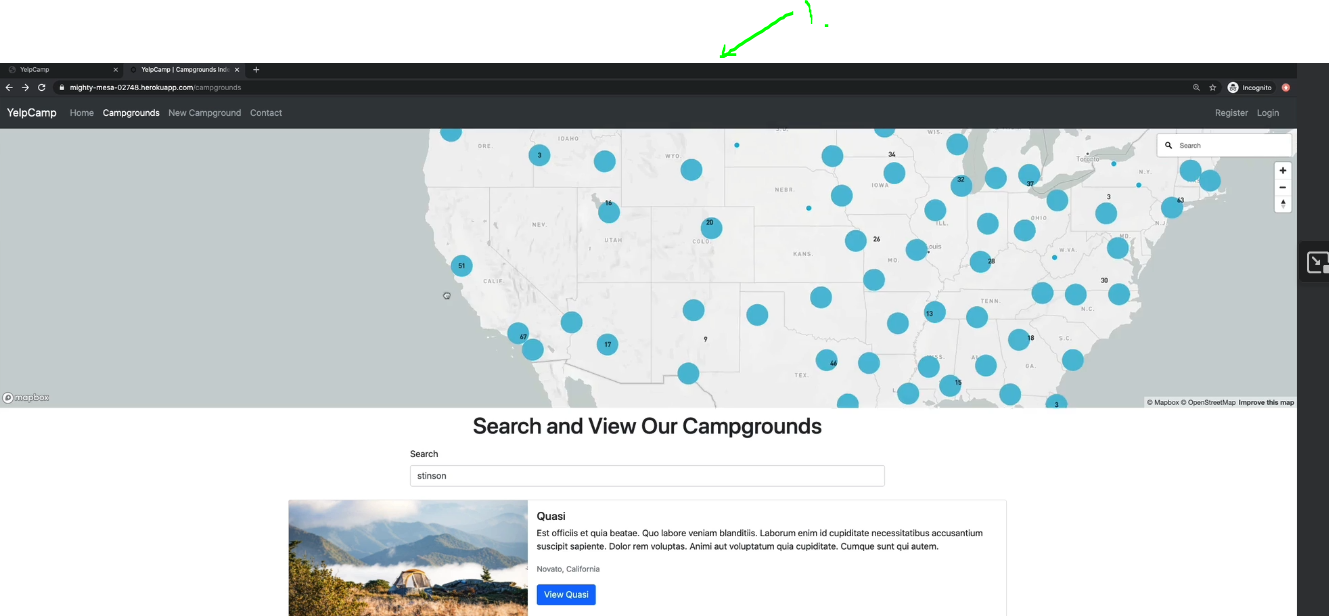 YelpCamp
YelpCamp | Campgrounds Ind
mighty-mesa-02748.herokuapp.com/campgrounds
Incognito
YelpCamp Home Campgrounds New Campground Contact Register Login
Search
IDAHO
ORE.
WYO.
WIS.
Toronto
N.Y.
3
34
32
37
NEBR.
IOWA
16
3
63
20
ILL.
OHIO
N.J.
NEV.
UTAH
COLO.
26
Louis
MD.
KANS.
MO.
28
W.VA.
51
CALIF.
30
TENN.
N.C.
13
67
17
9
18
S.C.
46
TEX.
GA.
15
3
mapbox
© Mapbox © OpenStreetMap Improve this map
Search and View Our Campgrounds
Search
stinson
Quasi
Est officiis et quia beatae. Quo labore veniam blanditiis. Laborum enim id cupiditate necessitatibus accusantium
suscipit sapiente. Dolor rem voluptas. Animi aut voluptatum quia cupiditate. Cumque sunt qui autem.
Novato, California
View Quasi